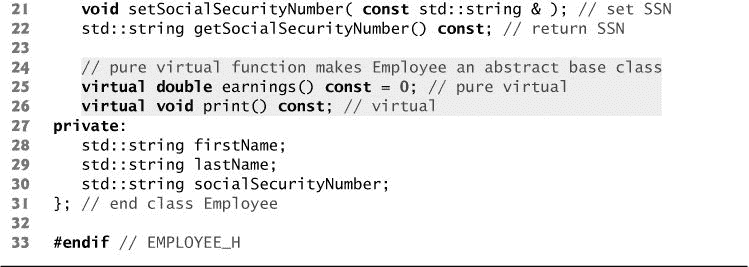 21 void setSocialSecurityNumber( const std::string & ); // set SSN
22 std::string getSocialSecurityNumber() const; // return SSN
23
24 // pure virtual function makes Employee an abstract base class
25 virtual double earnings() const = 0; // pure virtual
26 virtual void print() const; // virtual
27 private:
28 std::string firstName;
29 std::string lastName;
30 std::string socialSecurityNumber;
31 }; // end class Employee
32
33 #endif // EMPLOYEE_H